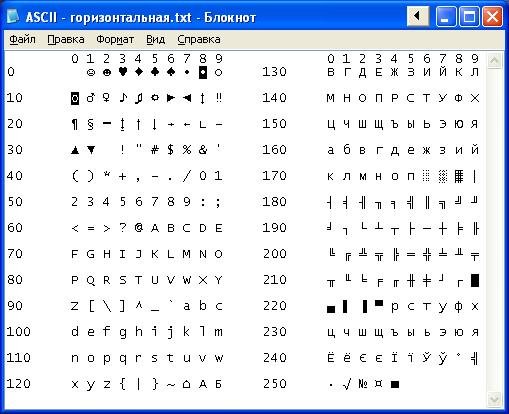 ASCII - горизонтальная.txt - Блокнот
Файл Правка Формат Вид Справка
0 1 2 3 4 5 6 7 8 9 0 1 2 3 4 5 6 7 8 9
0 ☺ ☻ ♥ ♦ ♣ ♠ • ◘ ○ 130 В Г Д Е Ж З И Й К Л
10 ◙ ♂ ♀ ♪ ♫ ☼ ► ◄ ↕ ‼ 140 М Н О П Р С Т У Ф Х
20 ¶ § ▬ ↨ ↑ ↓ → ← ∟ ↔ 150 Ц Ч Ш Щ Ъ Ы Ь Э Ю Я
30 ▲ ▼ ! " # $ % & ' 160 а б в г д е ж з и й
40 ( ) * + , - . / 0 1 170 к л м н о п ░ ▒ ▓ │
50 2 3 4 5 6 7 8 9 : ; 180 ┤ ╡ ╢ ╖ ╕ ╣ ║ ╗ ╝ ╜
60 < = > ? @ A B C D E 190 ╛ ┐ └ ┴ ┬ ├ ─ ┼ ╞ ╟
70 F G H I J K L M N O 200 ╚ ╔ ╩ ╦ ╠ ═ ╬ ╧ ╨ ╤
80 P Q R S T U V W X Y 210 ╥ ╙ ╘ ╒ ╓ ╫ ╪ ┘ ┌ █
90 Z [ \ ] ^ _ ` a b c 220 ▄ ▌ ▐ ▀ р с т у ф х
100 d e f g h i j k l m 230 ц ч ш щ ъ ы ь э ю я
110 n o p q r s t u v w 240 Ё ё Є є Ї ї Ў ў ° ╣
120 x y z { | } ~ ⌂ А Б 250 · √ № ¤ ■